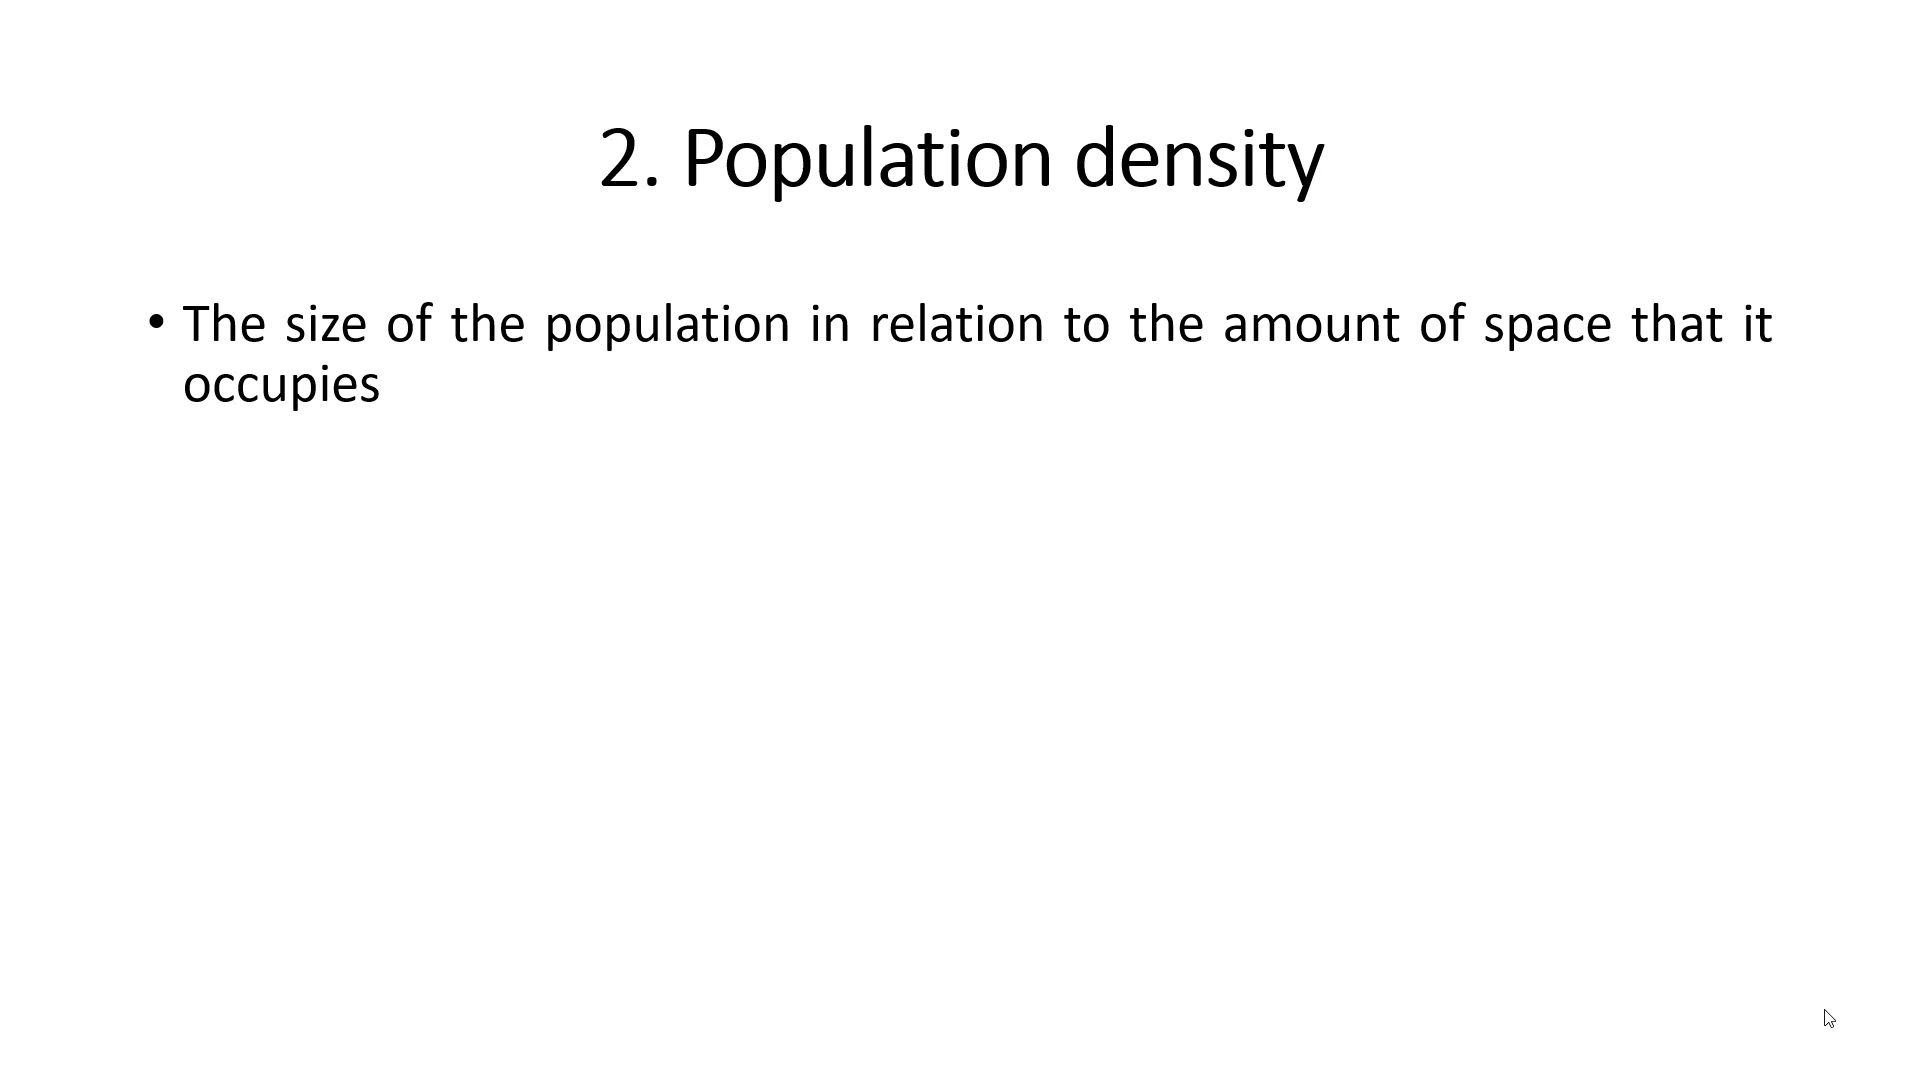 2. Population density
• The size of the population in relation to the amount of space that it
occupies